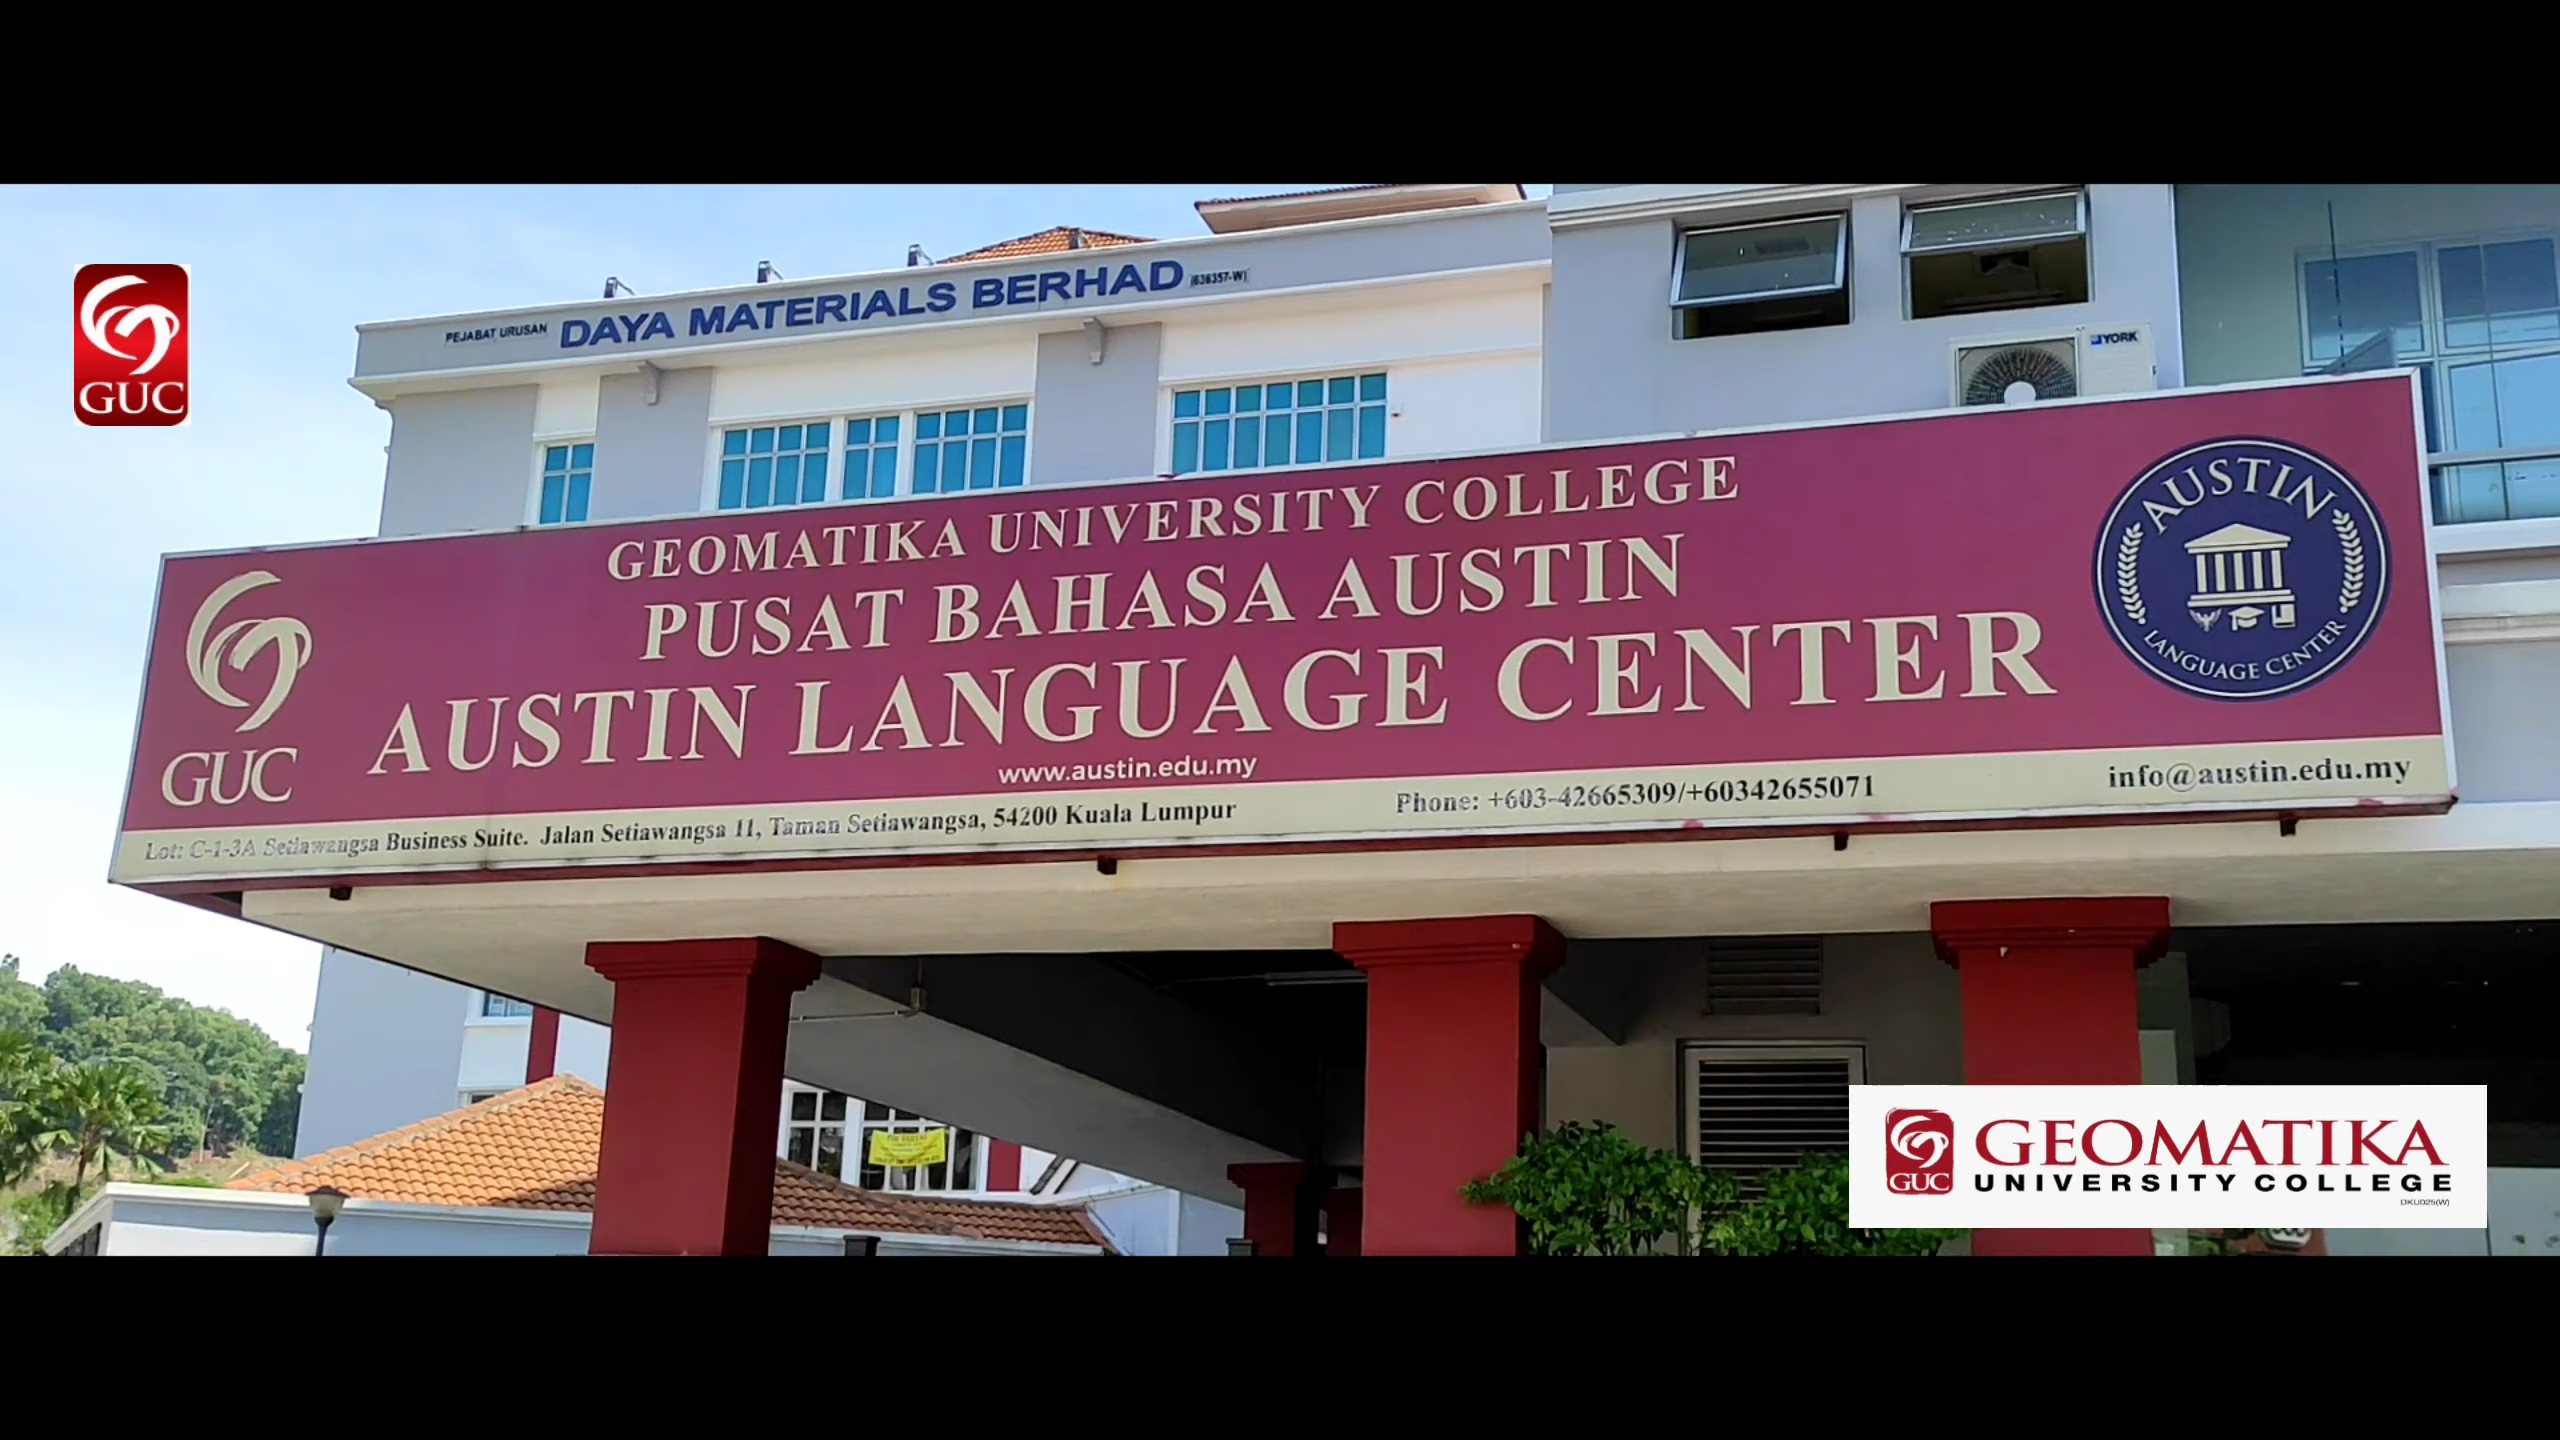 GUC
PEJABAT URUSAN DAYA MATERIALS BERHAD (636357-W)
YORK
GEOMATIKA UNIVERSITY COLLEGE
PUSAT BAHASA AUSTIN
AUSTIN LANGUAGE CENTER
www.austin.edu.my
GUC
AUSTIN
LANGUAGE CENTER
Lot: C-1-3A Setiawangsa Business Suite. Jalan Setiawangsa 11, Taman Setiawangsa, 54200 Kuala Lumpur
Phone: +603-42665309/+60342655071
info@austin.edu.my
GUC
GEOMATIKA
UNIVERSITY COLLEGE
DKU025(W)